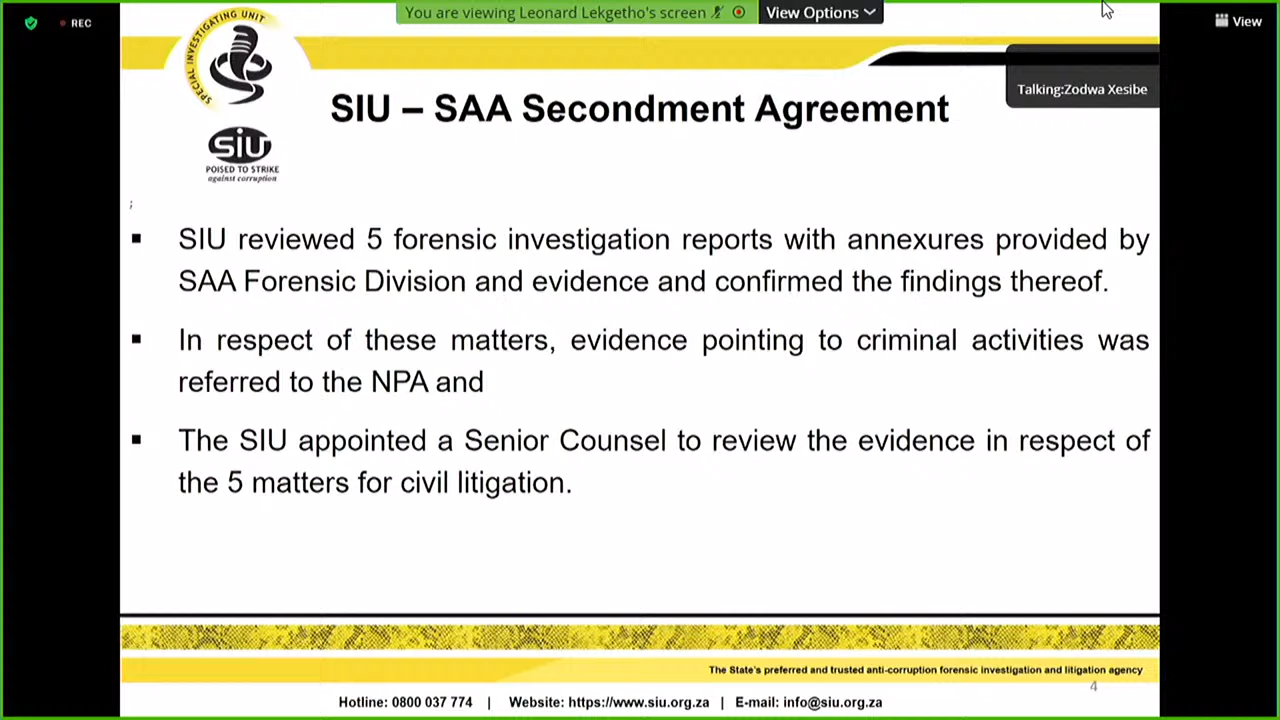 You are viewing Leonard Lekgetho's screen
View Options
REC
View
SPECIAL INVESTIGATING UNIT
Talking:Zodwa Xesibe
SIU – SAA Secondment Agreement
SIU
POISED TO STRIKE
against corruption
;
▪ SIU reviewed 5 forensic investigation reports with annexures provided by
SAA Forensic Division and evidence and confirmed the findings thereof.
▪ In respect of these matters, evidence pointing to criminal activities was
referred to the NPA and
▪ The SIU appointed a Senior Counsel to review the evidence in respect of
the 5 matters for civil litigation.
The State's preferred and trusted anti-corruption forensic investigation and litigation agency
4
Hotline: 0800 037 774 | Website: https://www.siu.org.za | E-mail: info@siu.org.za